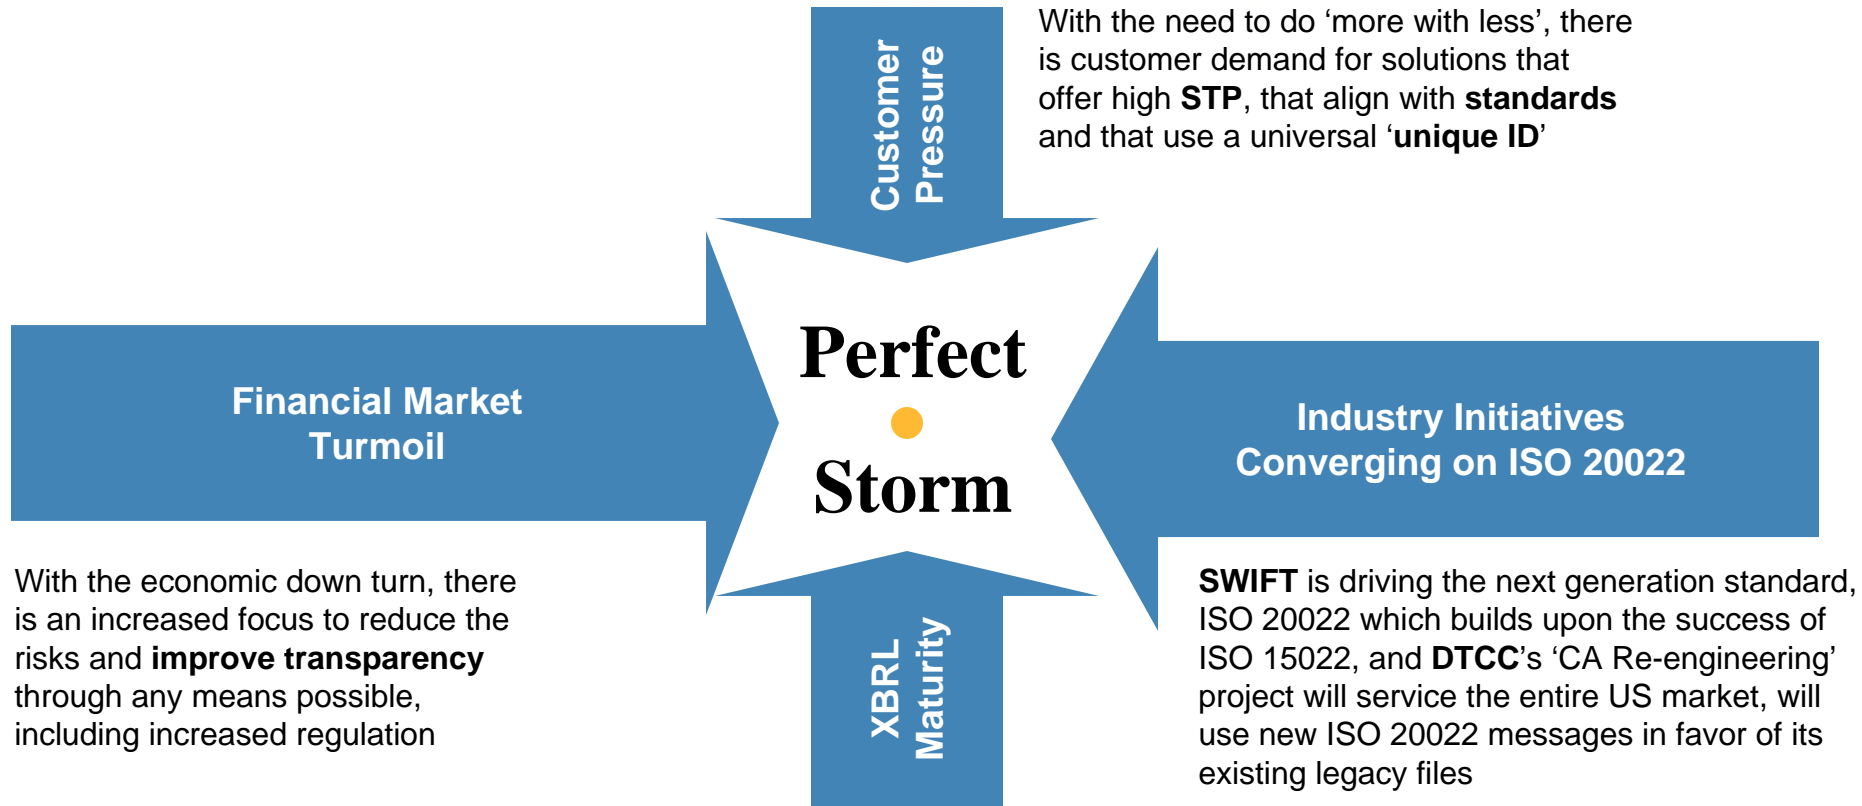 Customer
Pressure
With the need to do ‘more with less’, there
is customer demand for solutions that
offer high STP, that align with standards
and that use a universal ‘unique ID’
Financial Market
Turmoil
Perfect
Storm
Industry Initiatives
Converging on ISO 20022
With the economic down turn, there
is an increased focus to reduce the
risks and improve transparency
through any means possible,
including increased regulation
XBRL
Maturity
SWIFT is driving the next generation standard,
ISO 20022 which builds upon the success of
ISO 15022, and DTCC’s ‘CA Re-engineering’
project will service the entire US market, will
use new ISO 20022 messages in favor of its
existing legacy files